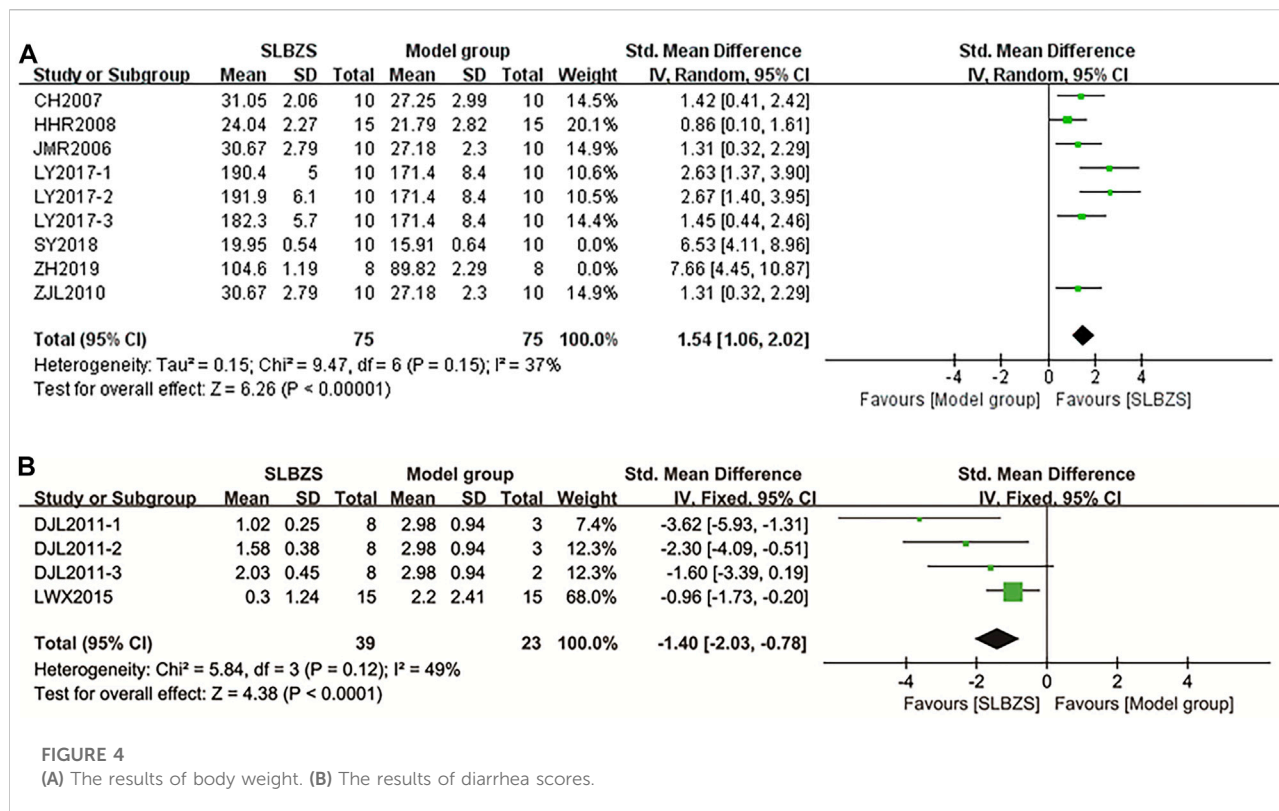 A
SLBZS Model group Std. Mean Difference Std. Mean Difference
Study or Subgroup Mean SD Total Mean SD Total Weight IV, Random, 95% CI IV, Random, 95% CI
CH2007 31.05 2.06 10 27.25 2.99 10 14.5% 1.42 [0.41, 2.42]
HHR2008 24.04 2.27 15 21.79 2.82 15 20.1% 0.86 [0.10, 1.61]
JMR2006 30.67 2.79 10 27.18 2.3 10 14.9% 1.31 [0.32, 2.29]
LY2017-1 190.4 5 10 171.4 8.4 10 10.6% 2.63 [1.37, 3.90]
LY2017-2 191.9 6.1 10 171.4 8.4 10 10.5% 2.67 [1.40, 3.95]
LY2017-3 182.3 5.7 10 171.4 8.4 10 14.4% 1.45 [0.44, 2.46]
SY2018 19.95 0.54 10 15.91 0.64 10 0.0% 6.53 [4.11, 8.96]
ZH2019 104.6 1.19 8 89.82 2.29 8 0.0% 7.66 [4.45, 10.87]
ZJL2010 30.67 2.79 10 27.18 2.3 10 14.9% 1.31 [0.32, 2.29]
Total (95% CI) 75 75 100.0% 1.54 [1.06, 2.02]
Heterogeneity: Tau² = 0.15; Chi² = 9.47, df = 6 (P = 0.15); I² = 37%
Test for overall effect: Z = 6.26 (P < 0.00001)
-4 -2 0 2 4
Favours [Model group] Favours [SLBZS]
B
SLBZS Model group Std. Mean Difference Std. Mean Difference
Study or Subgroup Mean SD Total Mean SD Total Weight IV, Fixed, 95% CI IV, Fixed, 95% CI
DJL2011-1 1.02 0.25 8 2.98 0.94 3 7.4% -3.62 [-5.93, -1.31]
DJL2011-2 1.58 0.38 8 2.98 0.94 3 12.3% -2.30 [-4.09, -0.51]
DJL2011-3 2.03 0.45 8 2.98 0.94 2 12.3% -1.60 [-3.39, 0.19]
LWX2015 0.3 1.24 15 2.2 2.41 15 68.0% -0.96 [-1.73, -0.20]
Total (95% CI) 39 23 100.0% -1.40 [-2.03, -0.78]
Heterogeneity: Chi² = 5.84, df = 3 (P = 0.12); I² = 49%
Test for overall effect: Z = 4.38 (P < 0.0001)
-4 -2 0 2 4
Favours [SLBZS] Favours [Model group]
FIGURE 4
(A) The results of body weight. (B) The results of diarrhea scores.